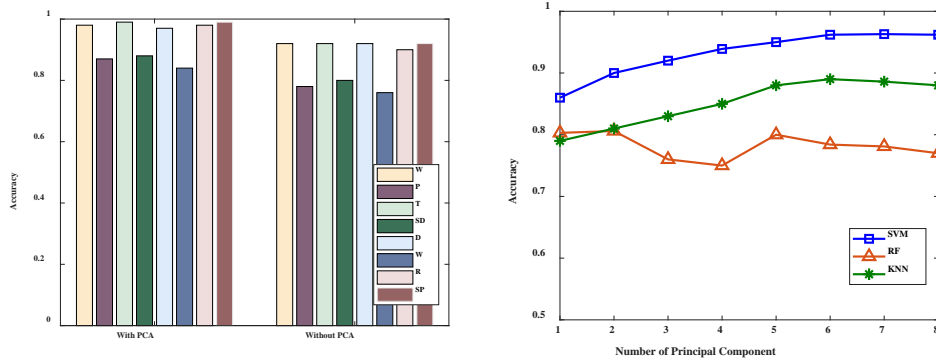 1
0.8
0.6
0.4
0.2
0
Accuracy
With PCA
Without PCA
W
P
T
SD
D
W
R
SP
1
0.9
0.8
0.7
0.6
0.5
Accuracy
1 2 3 4 5 6 7 8
Number of Principal Component
SVM
RF
KNN